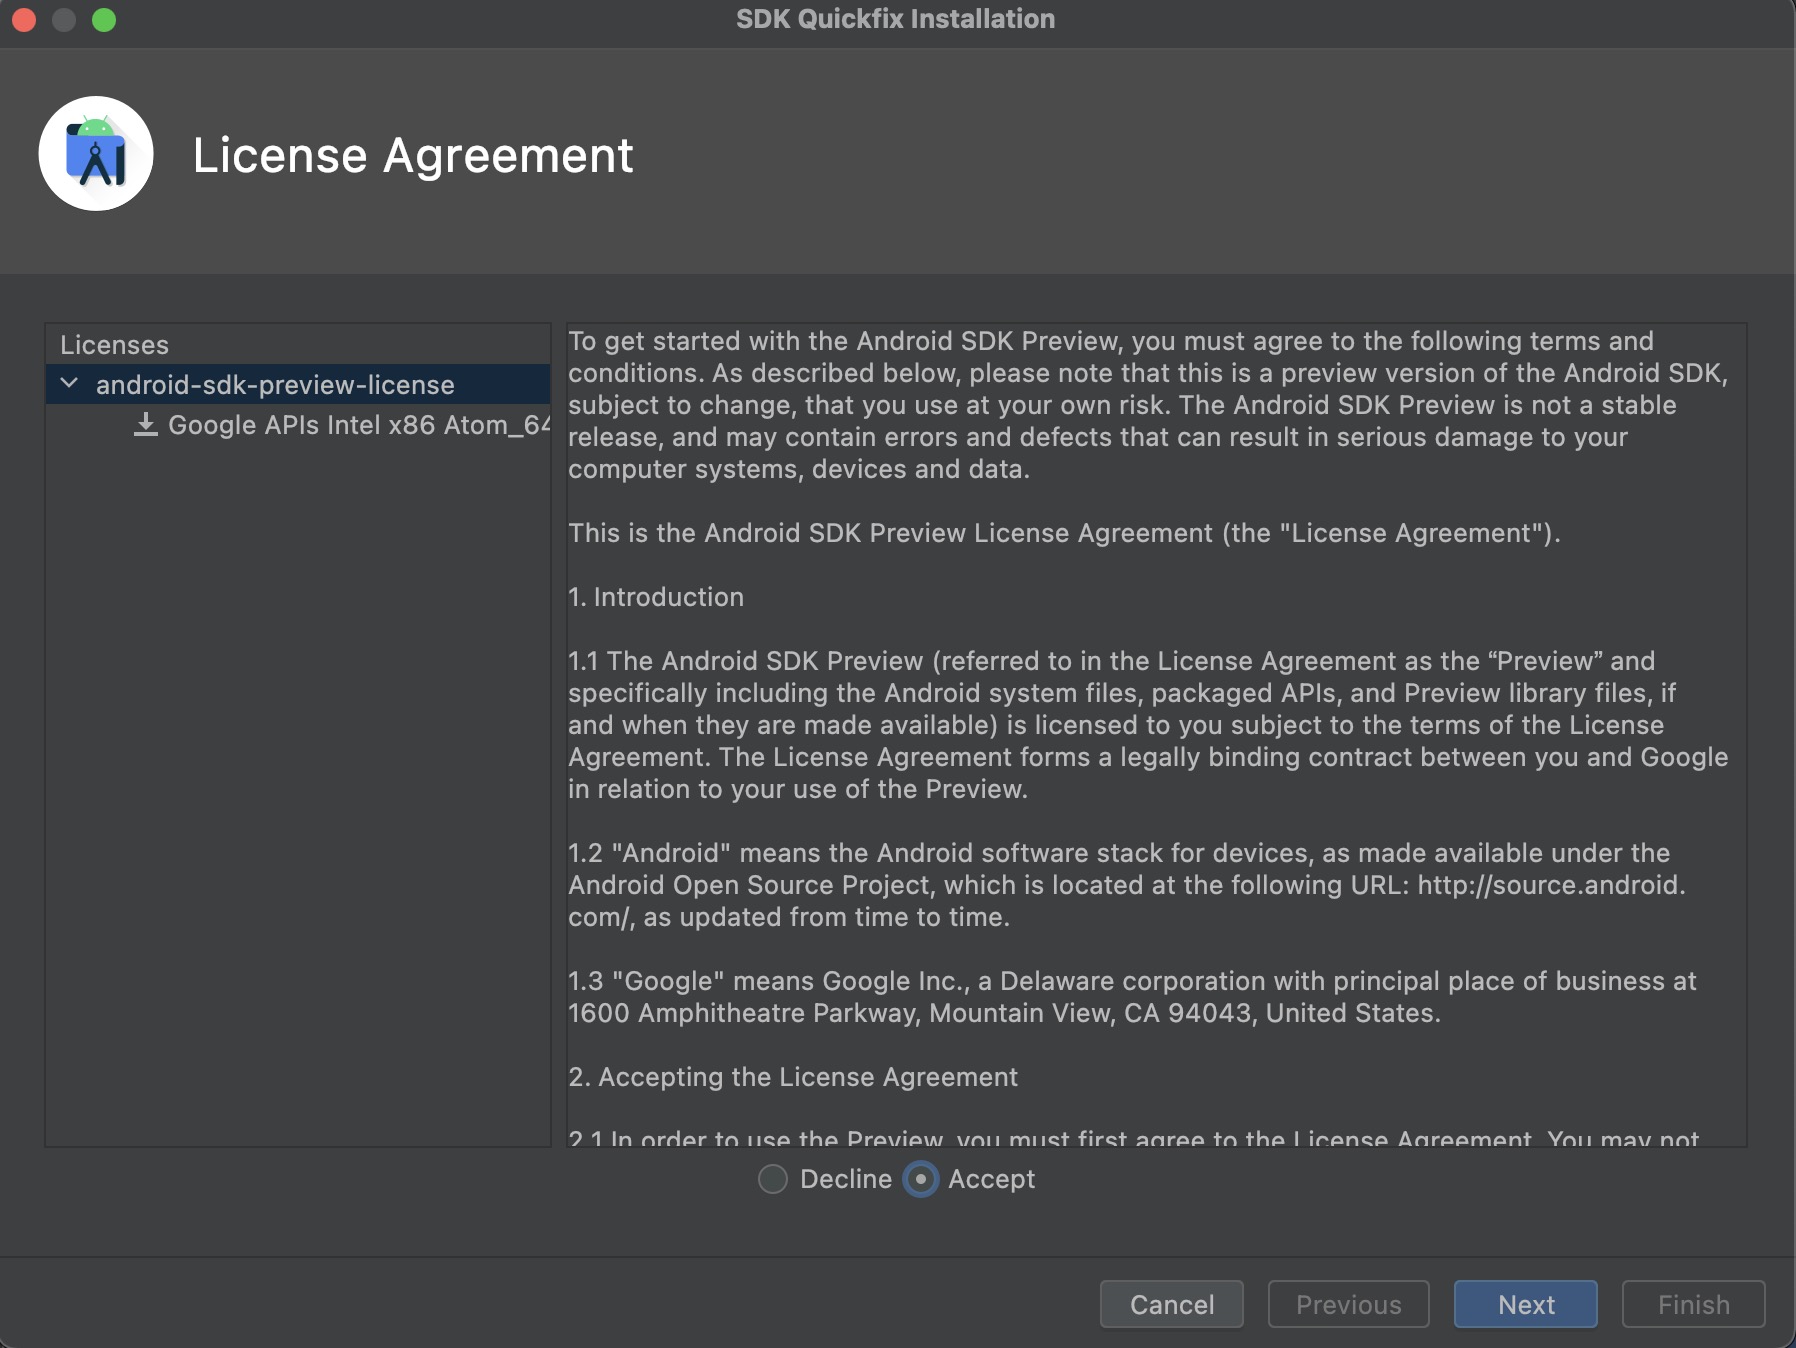 SDK Quickfix Installation
License Agreement
Licenses
android-sdk-preview-license
Google APIs Intel x86 Atom_64
To get started with the Android SDK Preview, you must agree to the following terms and
conditions. As described below, please note that this is a preview version of the Android SDK,
subject to change, that you use at your own risk. The Android SDK Preview is not a stable
release, and may contain errors and defects that can result in serious damage to your
computer systems, devices and data.
This is the Android SDK Preview License Agreement (the "License Agreement").
1. Introduction
1.1 The Android SDK Preview (referred to in the License Agreement as the “Preview” and
specifically including the Android system files, packaged APIs, and Preview library files, if
and when they are made available) is licensed to you subject to the terms of the License
Agreement. The License Agreement forms a legally binding contract between you and Google
in relation to your use of the Preview.
1.2 "Android" means the Android software stack for devices, as made available under the
Android Open Source Project, which is located at the following URL: http://source.android.
com/, as updated from time to time.
1.3 "Google" means Google Inc., a Delaware corporation with principal place of business at
1600 Amphitheatre Parkway, Mountain View, CA 94043, United States.
2. Accepting the License Agreement
2.1 In order to use the Preview, you must first agree to the License Agreement. You may not
Decline Accept
Cancel Previous Next Finish